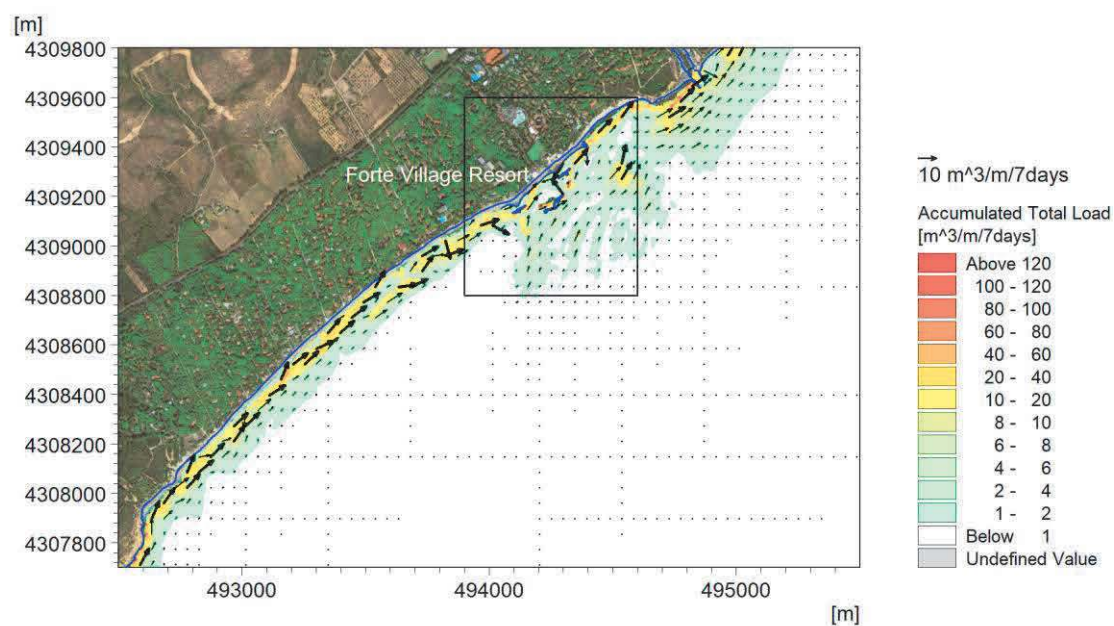 [m]
4309800
4309600
4309400
4309200
4309000
4308800
4308600
4308400
4308200
4308000
4307800
Forte Village Resort
493000 494000 495000
[m]
10 m^3/m/7days
Accumulated Total Load
[m^3/m/7days]
Above 120
100 - 120
80 - 100
60 - 80
40 - 60
20 - 40
10 - 20
8 - 10
6 - 8
4 - 6
2 - 4
1 - 2
Below 1
Undefined Value